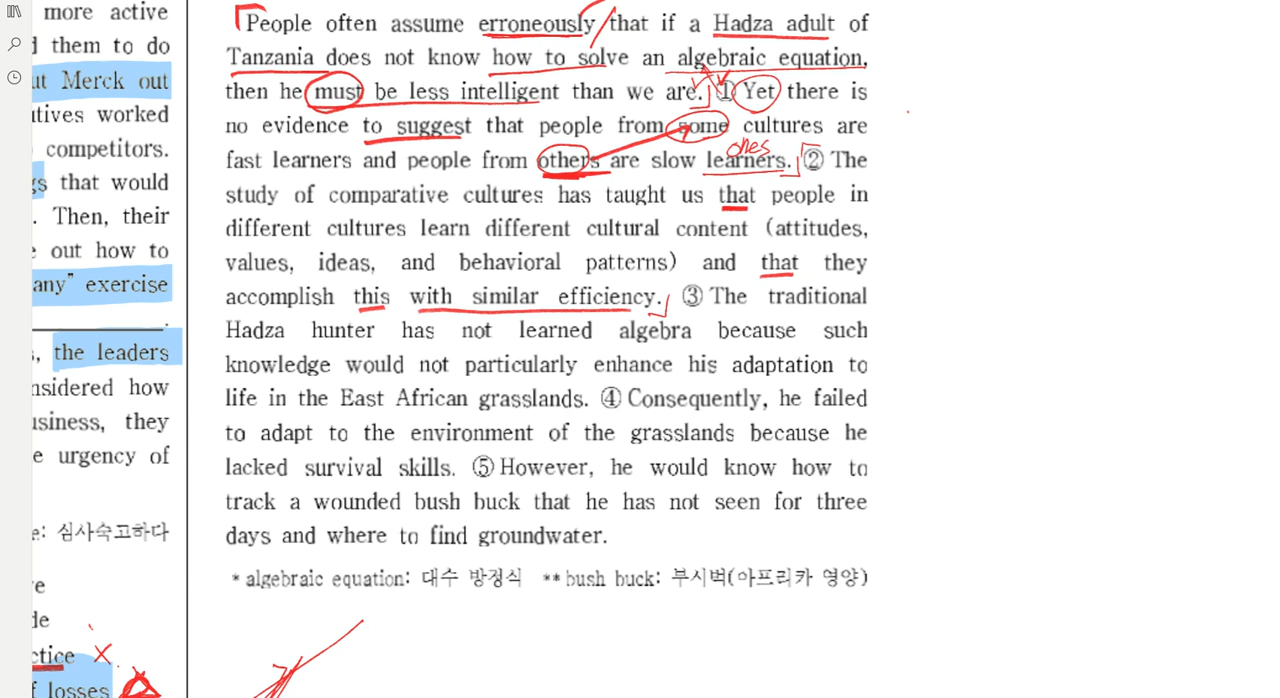 more active
them to do
ut Merck out
utives worked
competitors.
gs that would
. Then, their
e out how to
any" exercise
s, the leaders
nsidered how
usiness, they
e urgency of
e: 심사숙고하다
ve
de
ctice X
f losses
People often assume erroneously that if a Hadza adult of
Tanzania does not know how to solve an algebraic equation,
then he must be less intelligent than we are. ① Yet there is
no evidence to suggest that people from some cultures are
ones
fast learners and people from others are slow learners. ② The
study of comparative cultures has taught us that people in
different cultures learn different cultural content (attitudes,
values, ideas, and behavioral patterns) and that they
accomplish this with similar efficiency. ③ The traditional
Hadza hunter has not learned algebra because such
knowledge would not particularly enhance his adaptation to
life in the East African grasslands. ④ Consequently, he failed
to adapt to the environment of the grasslands because he
lacked survival skills. ⑤ However, he would know how to
track a wounded bush buck that he has not seen for three
days and where to find groundwater.
* algebraic equation: 대수 방정식 ** bush buck: 부시벅(아프리카 영양)